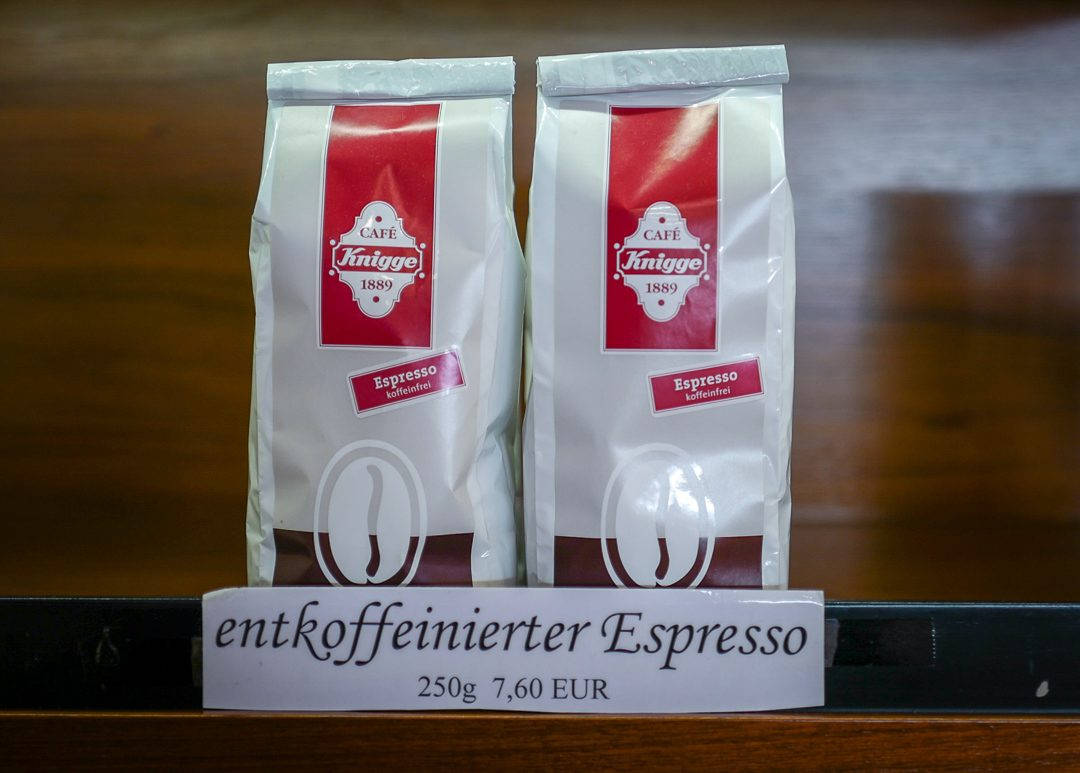 CAFÉ
Knigge
1889
Espresso
koffeinfrei
CAFÉ
Knigge
1889
Espresso
koffeinfrei
entkoffeinierter Espresso
250g 7,60 EUR